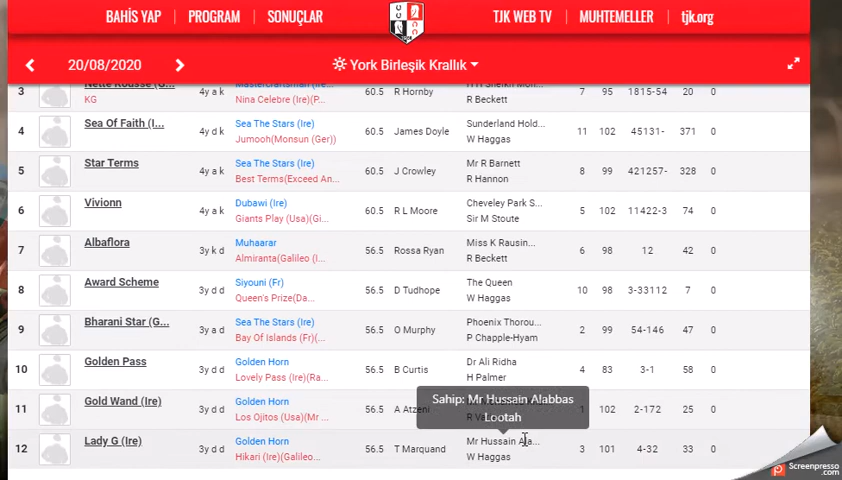 BAHİS YAP PROGRAM SONUÇLAR TJK WEB TV MUHTEMELLER tjk.org
20/08/2020 York Birleşik Krallık
3 KG 4y a k Nina Celebre (Ire)(P... 60.5 R Hornby R Beckett 7 95 1815-54 20 0
4 Sea Of Faith (I... 4y d k Sea The Stars (Ire) Jumooh(Monsun (Ger)) 60.5 James Doyle Sunderland Hold... W Haggas 11 102 45131- 371 0
5 Star Terms 4y a k Sea The Stars (Ire) Best Terms(Exceed An... 60.5 J Crowley Mr R Barnett R Hannon 8 99 421257- 328 0
6 Vivionn 4y a k Dubawi (Ire) Giants Play (Usa)(Gi... 60.5 R L Moore Cheveley Park S... Sir M Stoute 5 102 11422-3 74 0
7 Albaflora 3y k d Muhaarar Almiranta(Galileo (I... 56.5 Rossa Ryan Miss K Rausin... R Beckett 6 98 12 42 0
8 Award Scheme 3y d d Siyouni (Fr) Queen's Prize(Da... 56.5 D Tudhope The Queen W Haggas 10 98 3-33112 7 0
9 Bharani Star (G... 3y a d Sea The Stars (Ire) Bay Of Islands (Fr)(... 56.5 O Murphy Phoenix Thorou... P Chapple-Hyam 2 99 54-146 47 0
10 Golden Pass 3y d d Golden Horn Lovely Pass (Ire)(Ra... 56.5 B Curtis Dr Ali Ridha H Palmer 4 83 3-1 58 0
11 Gold Wand (Ire) 3y d d Golden Horn Los Ojitos (Usa)(Mr ... 56.5 A Atzeni 1 102 2-172 25 0
Sahip: Mr Hussain Alabbas
Lootah
12 Lady G (Ire) 3y d d Golden Horn Hikari (Ire)(Galileo... 56.5 T Marquand Mr Hussain Ala... W Haggas 3 101 4-32 33 0
Screenpresso
.com